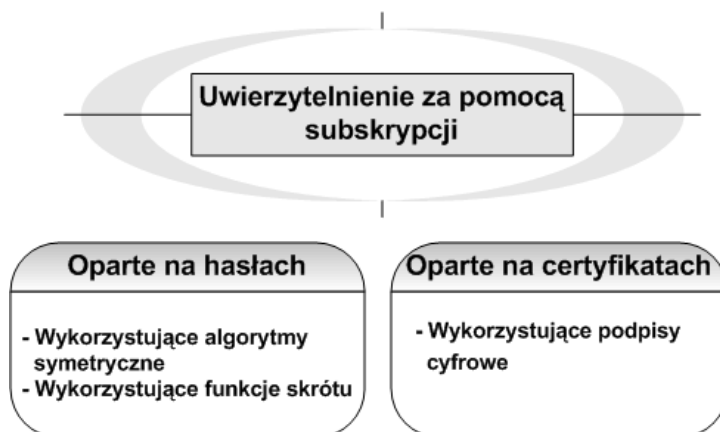 Uwierzytelnienie za pomocą
subskrypcji
Oparte na hasłach
- Wykorzystujące algorytmy
symetryczne
- Wykorzystujące funkcje skrótu
Oparte na certyfikatach
- Wykorzystujące podpisy
cyfrowe